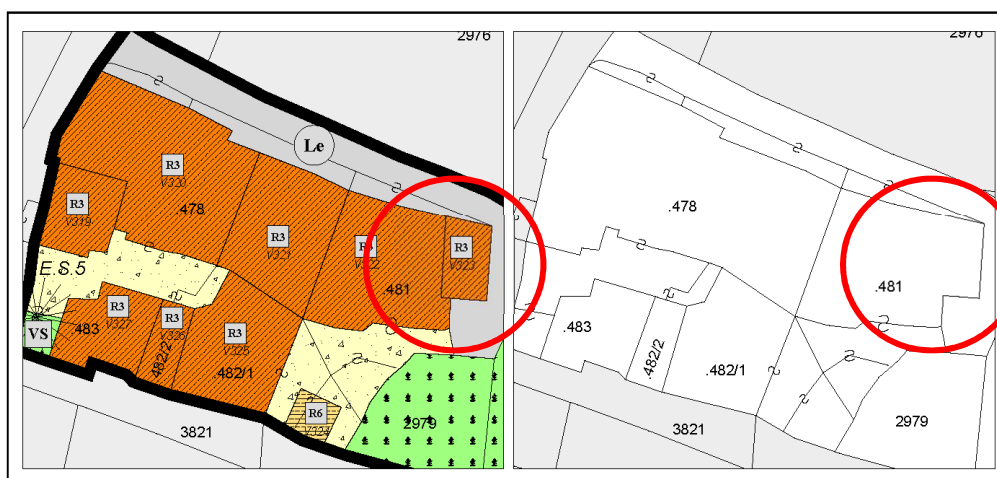 2976
Le
R3
V320
R3
V319
.478
R3
V321
R3
V322
R3
V323
.481
E.S.5
VS
R3
V327
483
R3
V326
.482/2
R3
V325
.482/1
R6
2979
3821
2976
.478
.481
.483
.482/2
.482/1
2979
3821